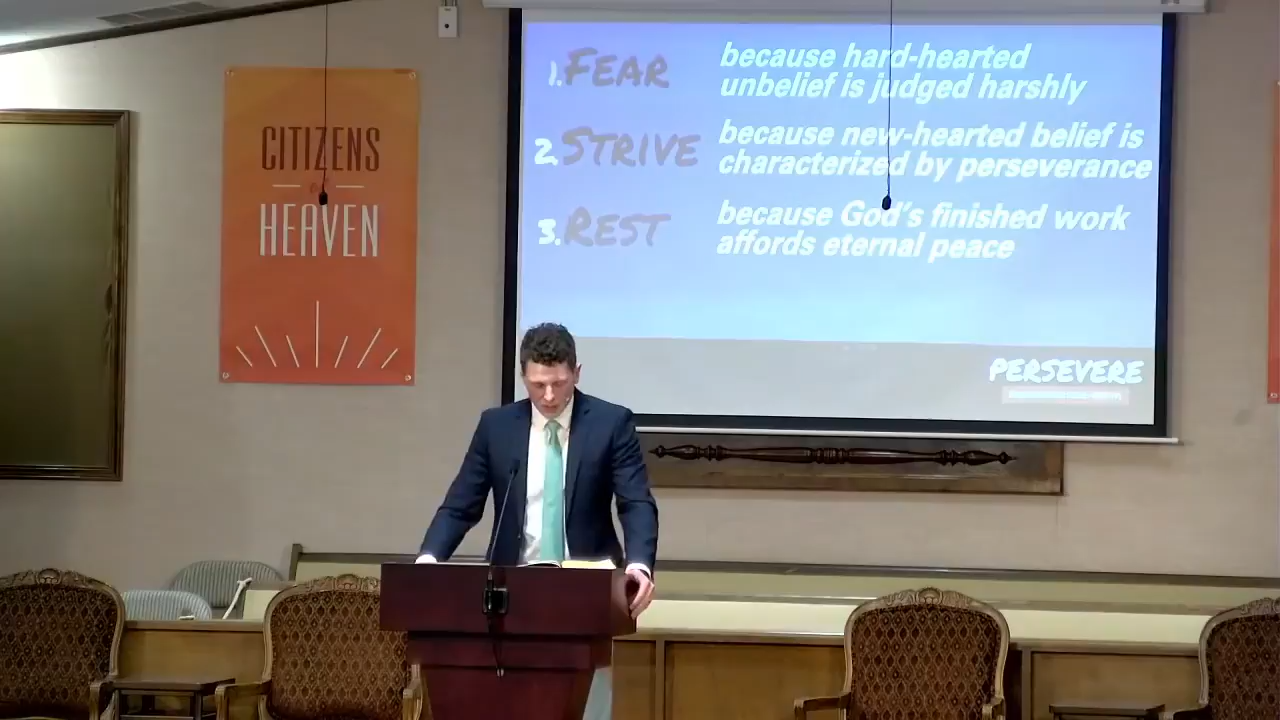 CITIZENS
HEAVEN
1. FEAR
because hard-hearted
unbelief is judged harshly
2. STRIVE
because new-hearted belief is
characterized by perseverance
3. REST
because God's finished work
affords eternal peace
PERSEVERE